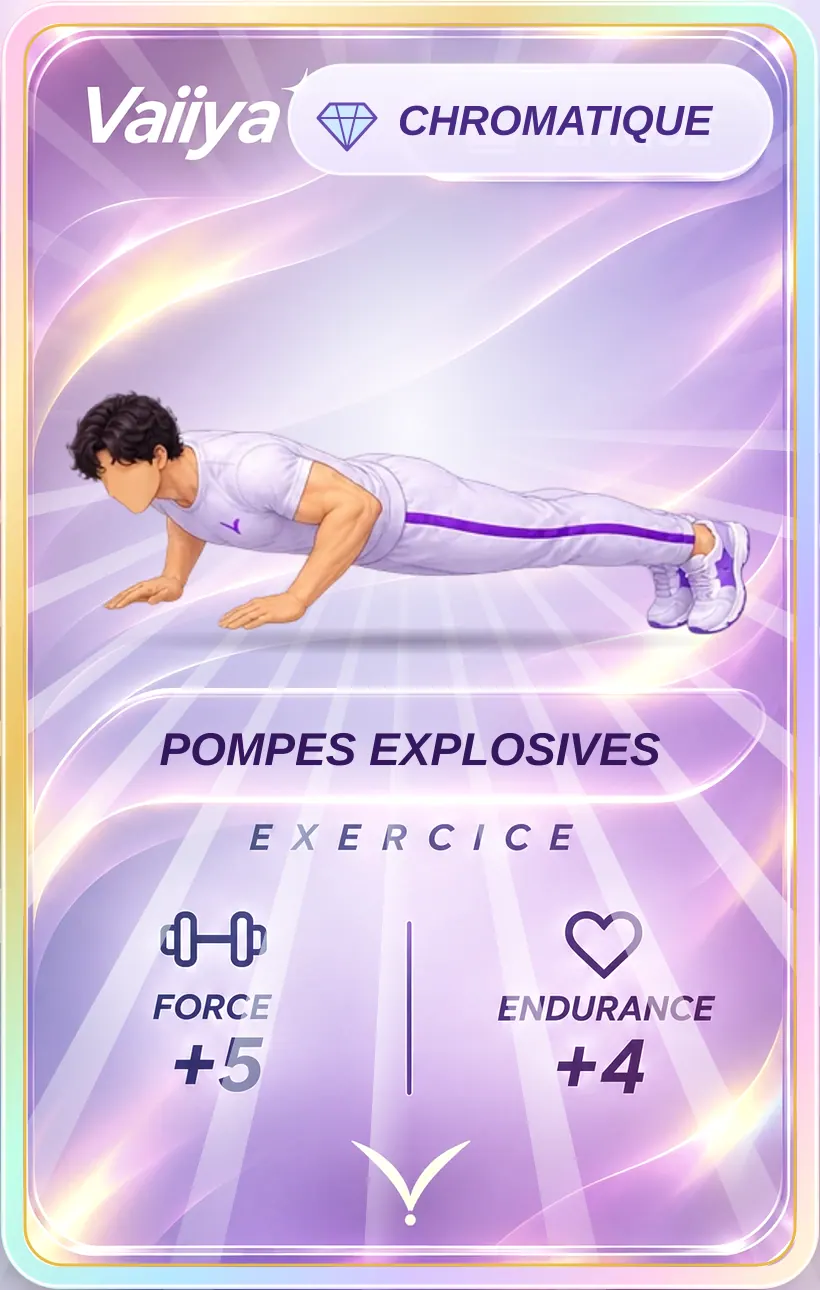 Vaiiya
CHROMATIQUE
POMPES EXPLOSIVES
EXERCICE
FORCE
+5
ENDURANCE
+4